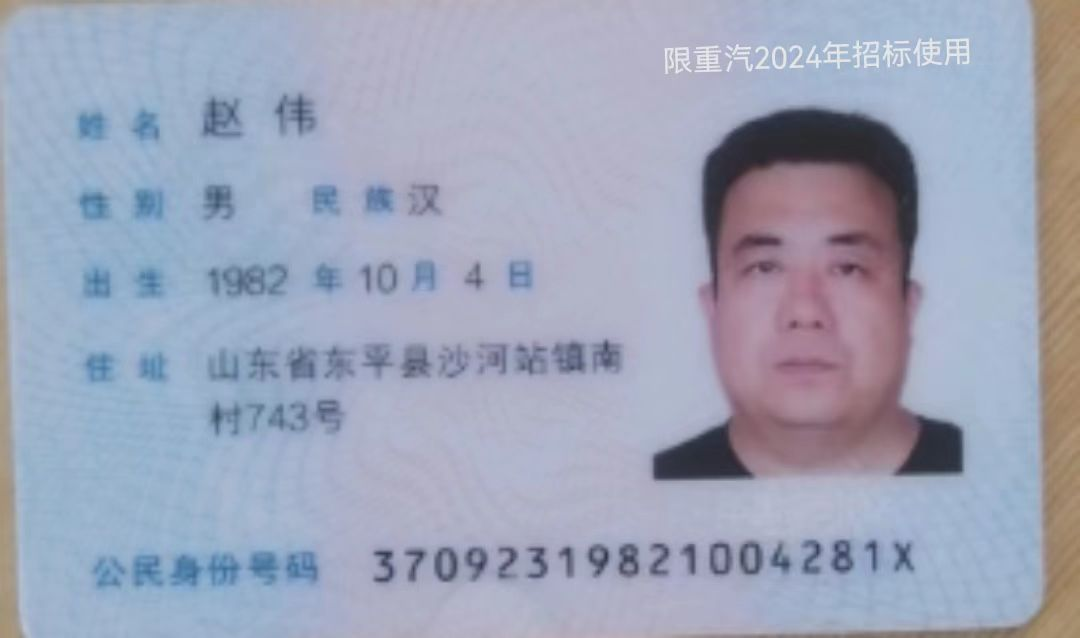 限重汽2024年招标使用
姓名 赵伟
性别 男 民族 汉
出生 1982 年 10 月 4 日
住址 山东省东平县沙河站镇南
村743号
公民身份号码 37092319821004281X